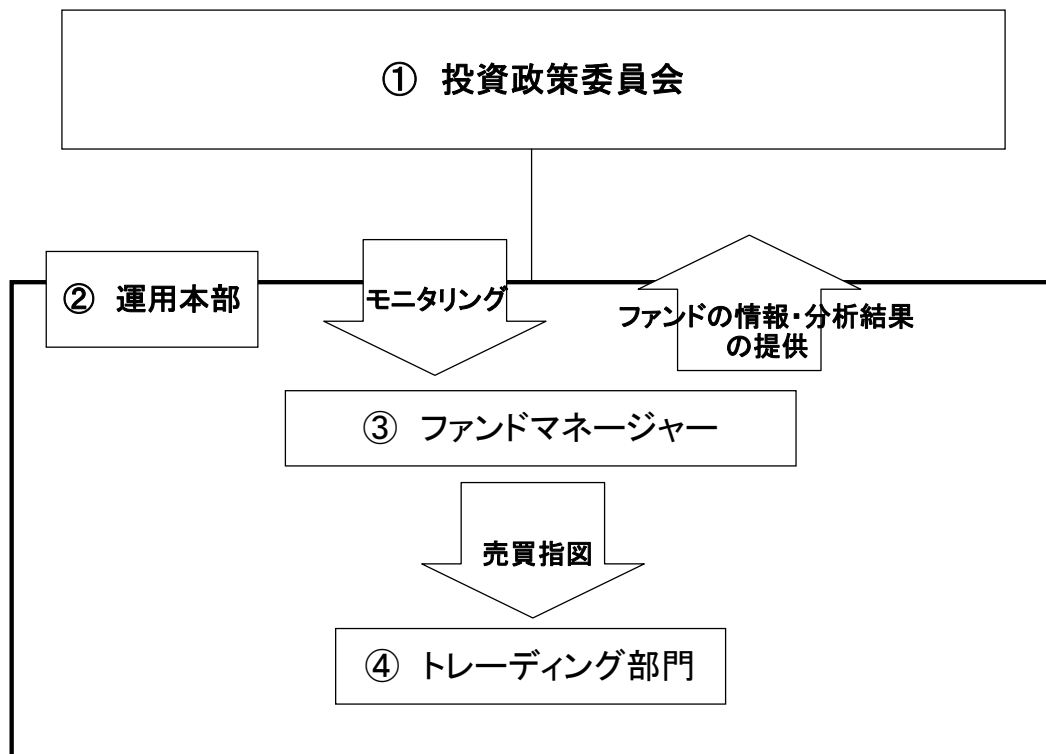 ① 投資政策委員会
② 運用本部
モニタリング
ファンドの情報・分析結果
の提供
③ ファンドマネージャー
売買指図
④ トレーディング部門